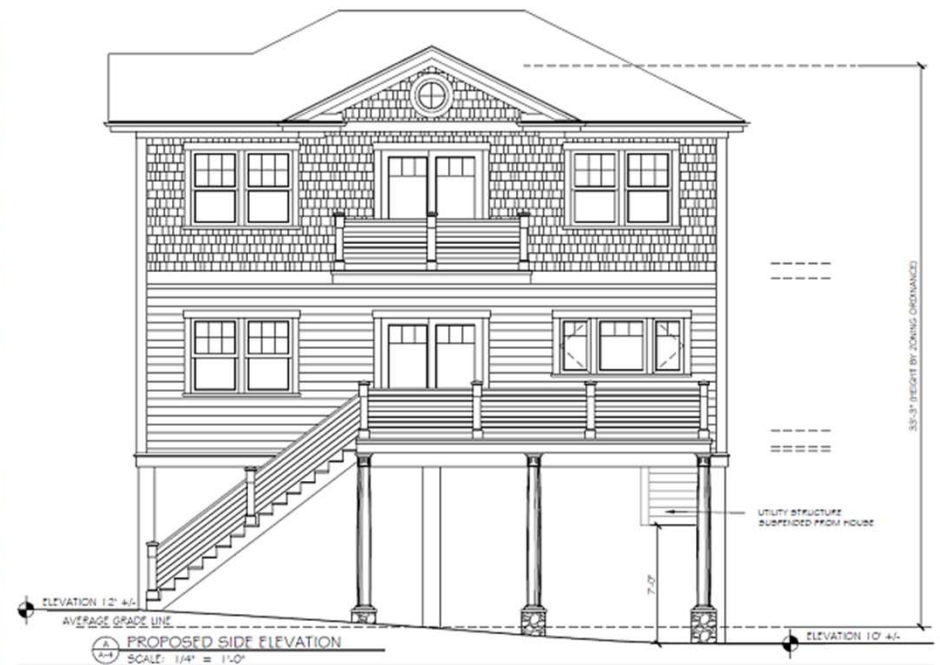 33'-3" (HEIGHT BY ZONING ORDINANCE)
UTILITY STRUCTURE
SUSPENDED FROM HOUSE
7'-0"
ELEVATION 12' +/-
AVERAGE GRADE LINE
ELEVATION 10' +/-
A
A-4
PROPOSED SIDE ELEVATION
SCALE: 1/4" = 1'-0"